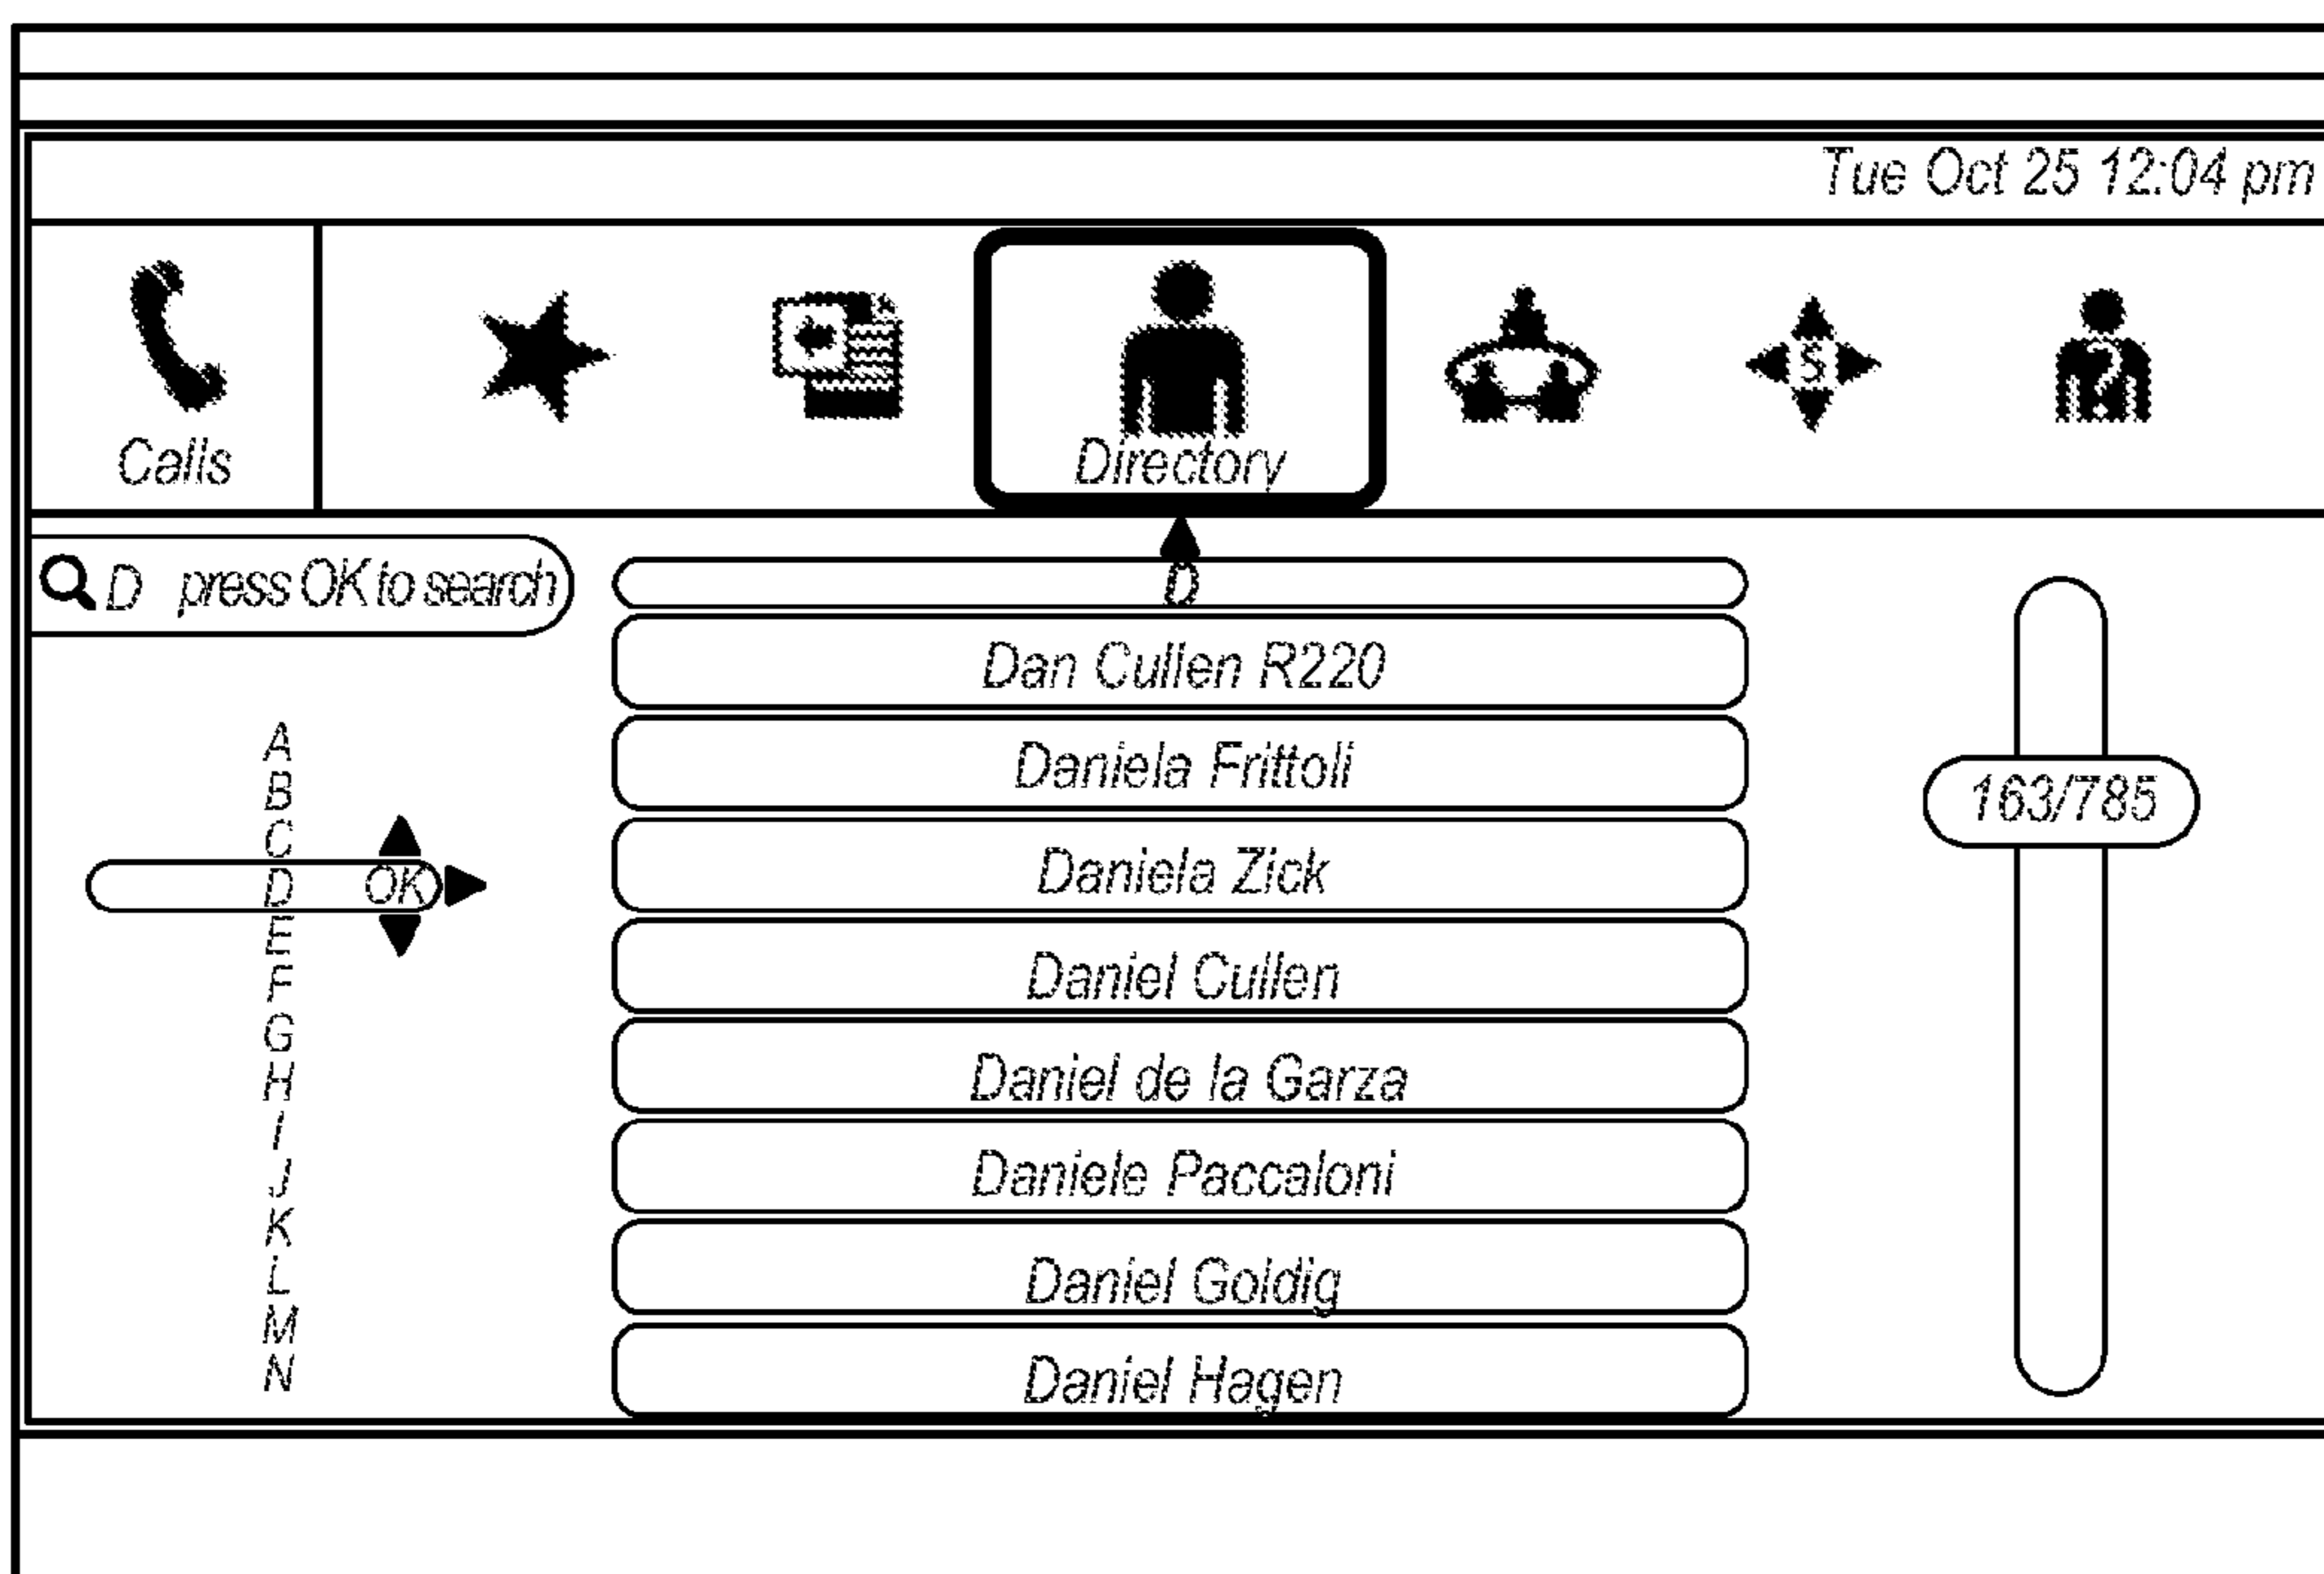 Tue Oct 25 12:04 pm
Calls
S
?
Directory
D press OK to search
D
Dan Cullen R220
Daniela Frittoli
Daniela Zick
Daniel Cullen
Daniel de la Garza
Daniele Paccaloni
Daniel Goldig
Daniel Hagen
A
B
C
D OK
E
F
G
H
I
J
K
L
M
N
163/785